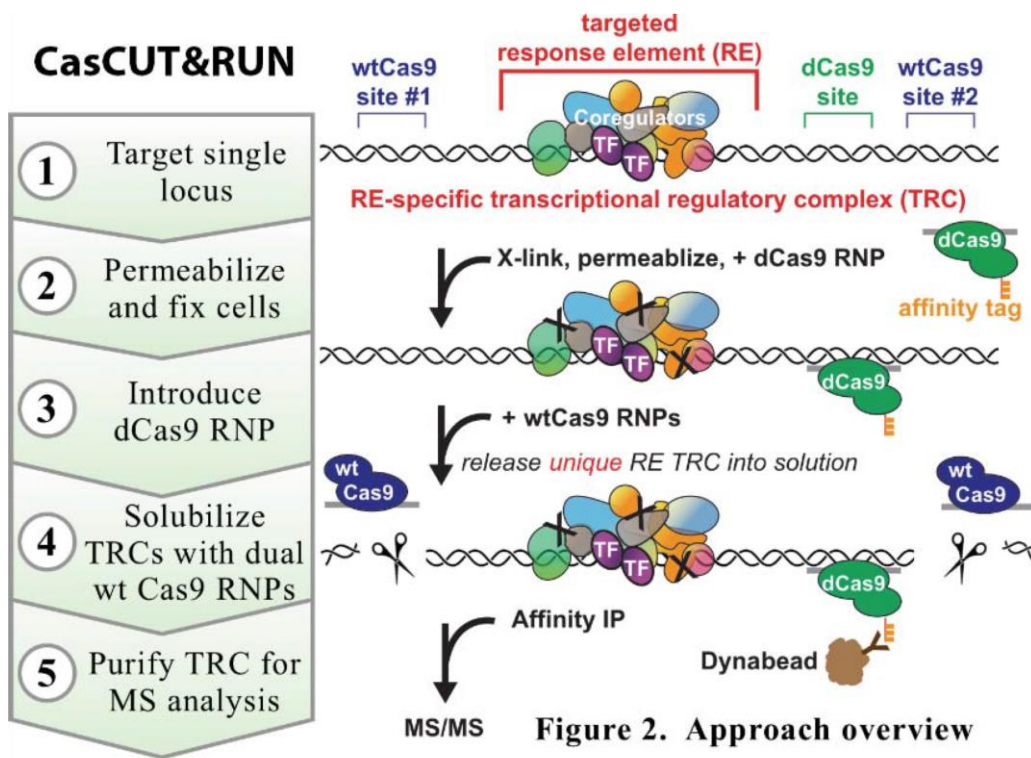 CasCUT&RUN
1
Target single
locus
2
Permeabilize
and fix cells
3
Introduce
dCas9 RNP
4
Solubilize
TRCs with dual
wt Cas9 RNPs
5
Purify TRC for
MS analysis
targeted
response element (RE)
wtCas9
site #1
dCas9
site
wtCas9
site #2
Coregulators
TF
TF
RE-specific transcriptional regulatory complex (TRC)
X-link, permeablize, + dCas9 RNP
dCas9
affinity tag
TF
TF
dCas9
+ wtCas9 RNPs
release unique RE TRC into solution
wt
Cas9
wt
Cas9
TF
TF
dCas9
Affinity IP
Dynabead
MS/MS
Figure 2. Approach overview